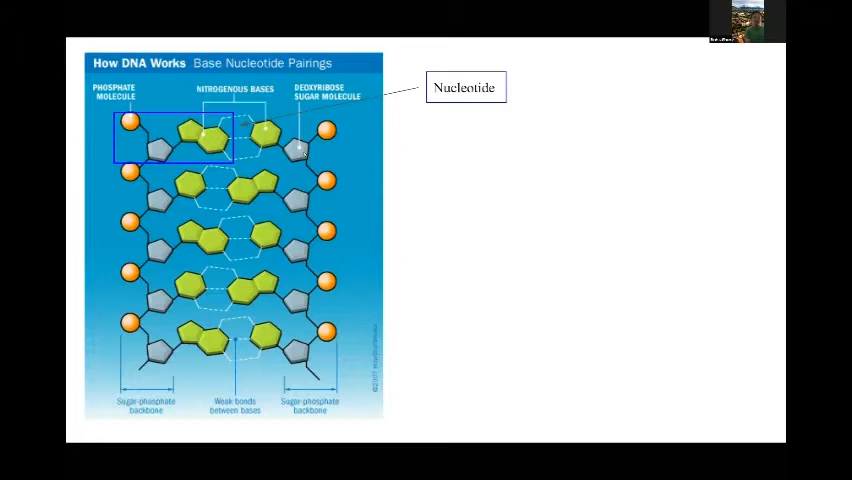 How DNA Works Base Nucleotide Pairings
PHOSPHATE
MOLECULE
NITROGENOUS BASES
DEOXYRIBOSE
SUGAR MOLECULE
Nucleotide
Sugar-phosphate
backbone
Weak bonds
between bases
Sugar-phosphate
backbone